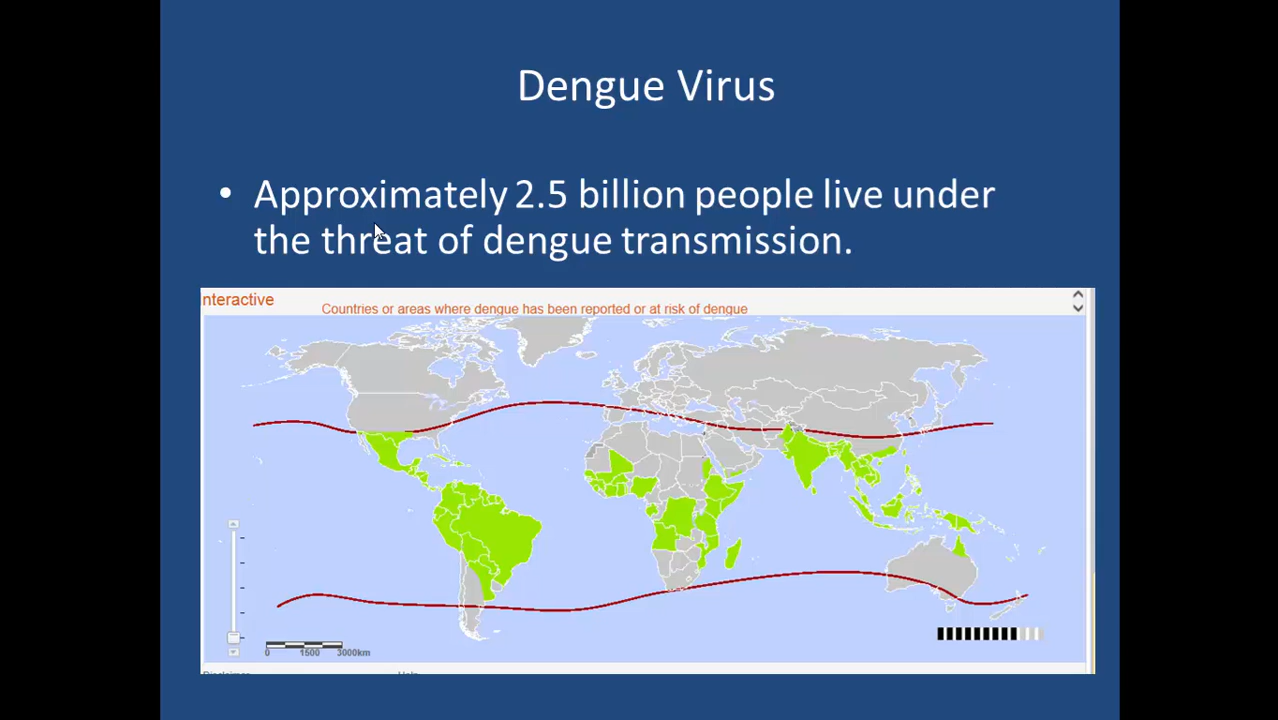 Dengue Virus
• Approximately 2.5 billion people live under
the threat of dengue transmission.
nteractive
Countries or areas where dengue has been reported or at risk of dengue
0 1500 3000km